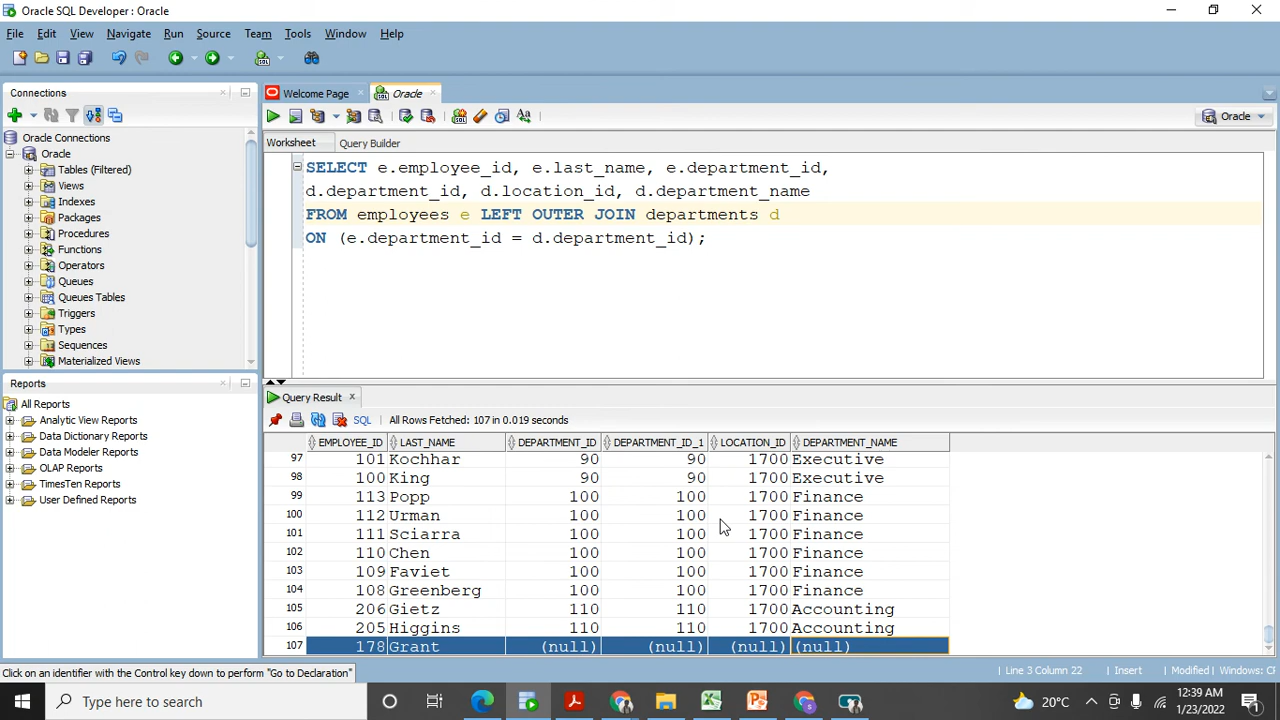 Oracle SQL Developer: Oracle
File Edit View Navigate Run Source Team Tools Window Help
Connections
Oracle Connections
Oracle
Tables (Filtered)
Views
Indexes
Packages
Procedures
Functions
Operators
Queues
Queues Tables
Triggers
Types
Sequences
Materialized Views
Reports
All Reports
Analytic View Reports
Data Dictionary Reports
Data Modeler Reports
OLAP Reports
TimesTen Reports
User Defined Reports
Welcome Page Oracle
Oracle
Worksheet Query Builder
SELECT e.employee_id, e.last_name, e.department_id,
d.department_id, d.location_id, d.department_name
FROM employees e LEFT OUTER JOIN departments d
ON (e.department_id = d.department_id);
Query Result
SQL All Rows Fetched: 107 in 0.019 seconds
EMPLOYEE_ID LAST_NAME DEPARTMENT_ID DEPARTMENT_ID_1 LOCATION_ID DEPARTMENT_NAME
97 101 Kochhar 90 90 1700 Executive
98 100 King 90 90 1700 Executive
99 113 Popp 100 100 1700 Finance
100 112 Urman 100 100 1700 Finance
101 111 Sciarra 100 100 1700 Finance
102 110 Chen 100 100 1700 Finance
103 109 Faviet 100 100 1700 Finance
104 108 Greenberg 100 100 1700 Finance
105 206 Gietz 110 110 1700 Accounting
106 205 Higgins 110 110 1700 Accounting
107 178 Grant (null) (null) (null) (null)
Click on an identifier with the Control key down to perform "Go to Declaration"
Line 3 Column 22 Insert Modified Windows: C
Type here to search
20°C
12:39 AM
1/23/2022